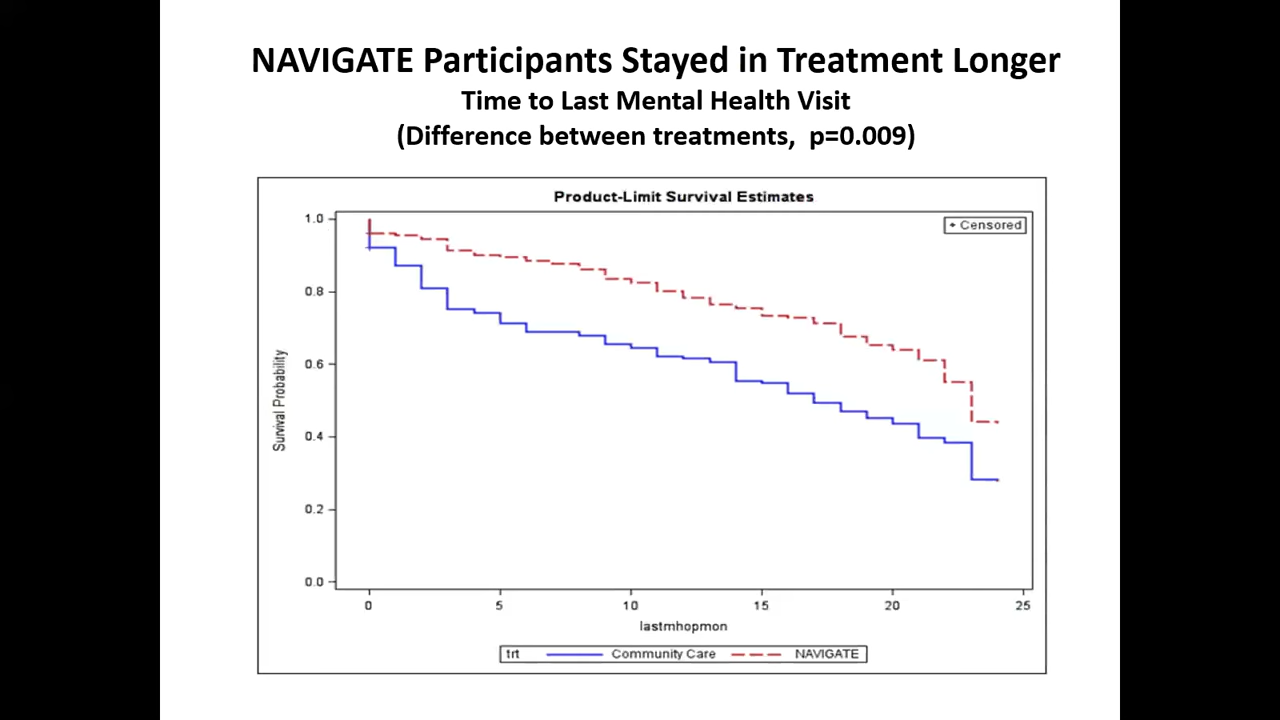 NAVIGATE Participants Stayed in Treatment Longer
Time to Last Mental Health Visit
(Difference between treatments,  p=0.009)
Product-Limit Survival Estimates
+ Censored
1.0
0.8
0.6
0.4
0.2
0.0
Survival Probability
0 5 10 15 20 25
lastmhopmon
trt Community Care NAVIGATE